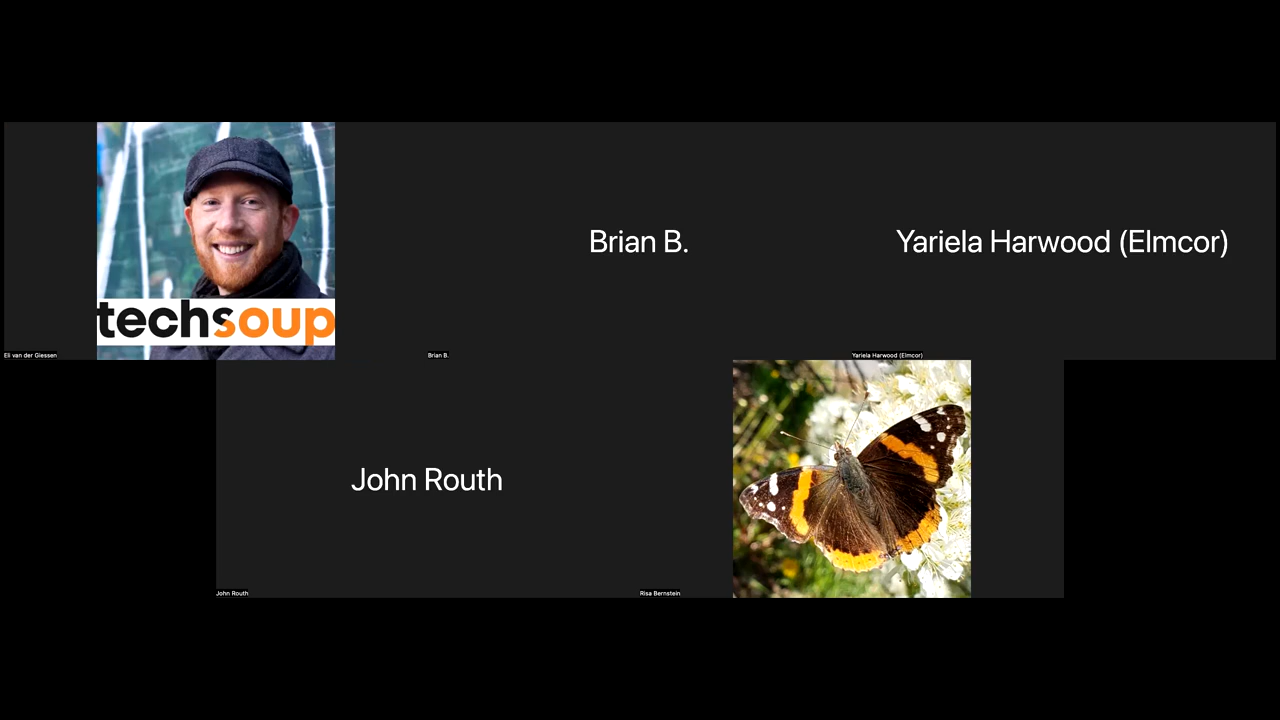 Brian B.
Yariela Harwood (Elmcor)
techsoup
Eli van der Giessen
Brian B.
Yariela Harwood (Elmcor)
John Routh
John Routh
Risa Bernstein